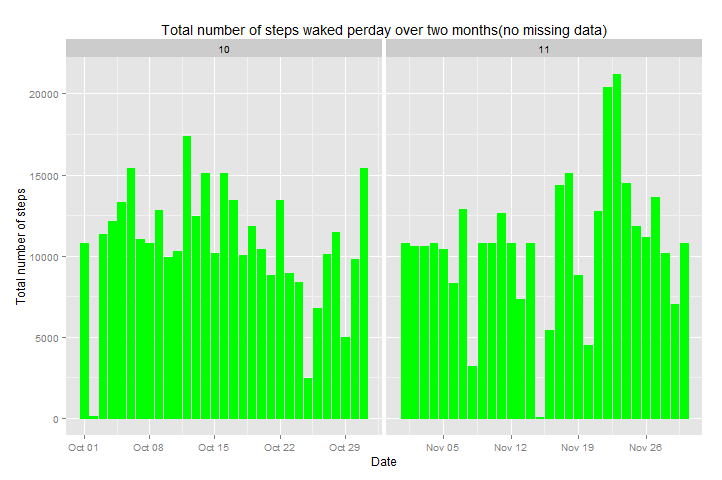 Total number of steps waked perday over two months(no missing data)
10
11
20000
15000
10000
5000
0
Total number of steps
Oct 01
Oct 08
Oct 15
Oct 22
Oct 29
Nov 05
Nov 12
Nov 19
Nov 26
Date